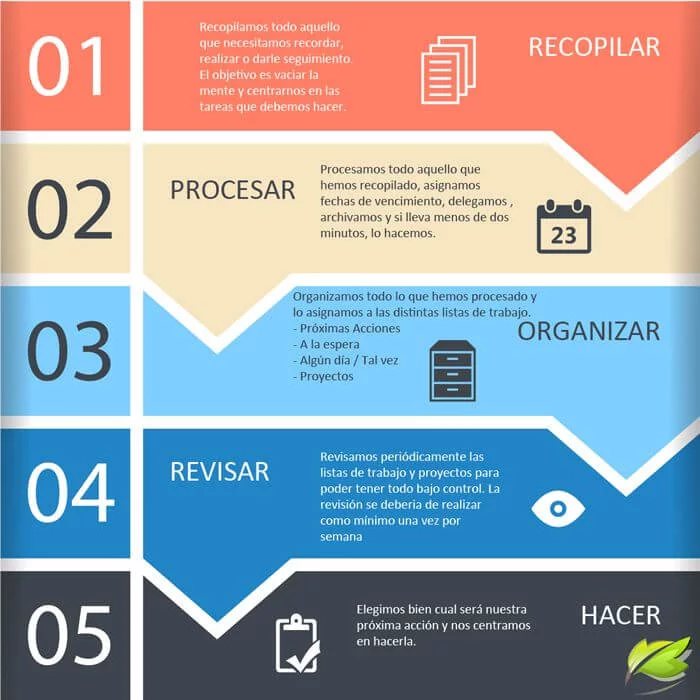 01
Recopilamos todo aquello
que necesitamos recordar,
realizar o darle seguimiento.
El objetivo es vaciar la
mente y centrarnos en las
tareas que debemos hacer.
RECOPILAR
02
PROCESAR
Procesamos todo aquello que
hemos recopilado, asignamos
fechas de vencimiento, delegamos ,
archivamos y si lleva menos de dos
minutos, lo hacemos.
23
03
Organizamos todo lo que hemos procesado y
lo asignamos a las distintas listas de trabajo.
- Próximas Acciones
- A la espera
- Algún día / Tal vez
- Proyectos
ORGANIZAR
04
REVISAR
Revisamos periódicamente las
listas de trabajo y proyectos para
poder tener todo bajo control. La
revisión se deberia de realizar
como mínimo una vez por
semana
05
Elegimos bien cual será nuestra
próxima acción y nos centramos
en hacerla.
HACER